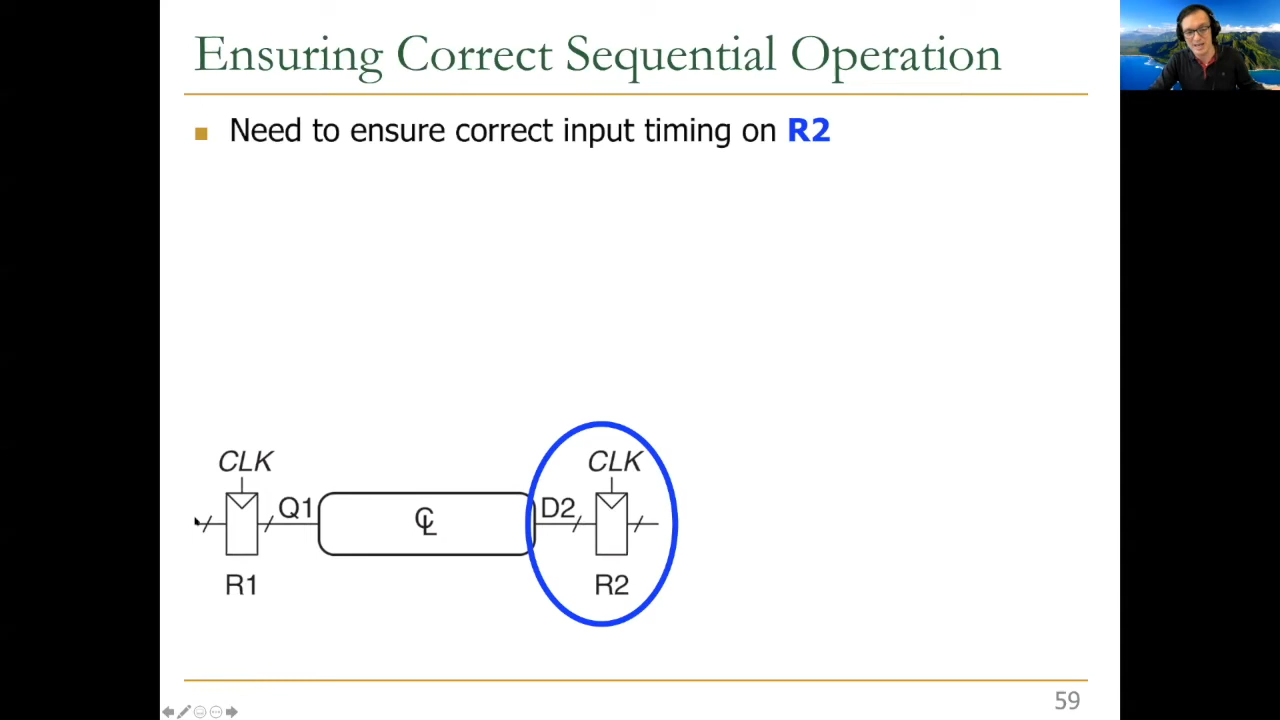 Ensuring Correct Sequential Operation
Need to ensure correct input timing on R2
CLK CLK
Q1 CL D2
R1 R2
59